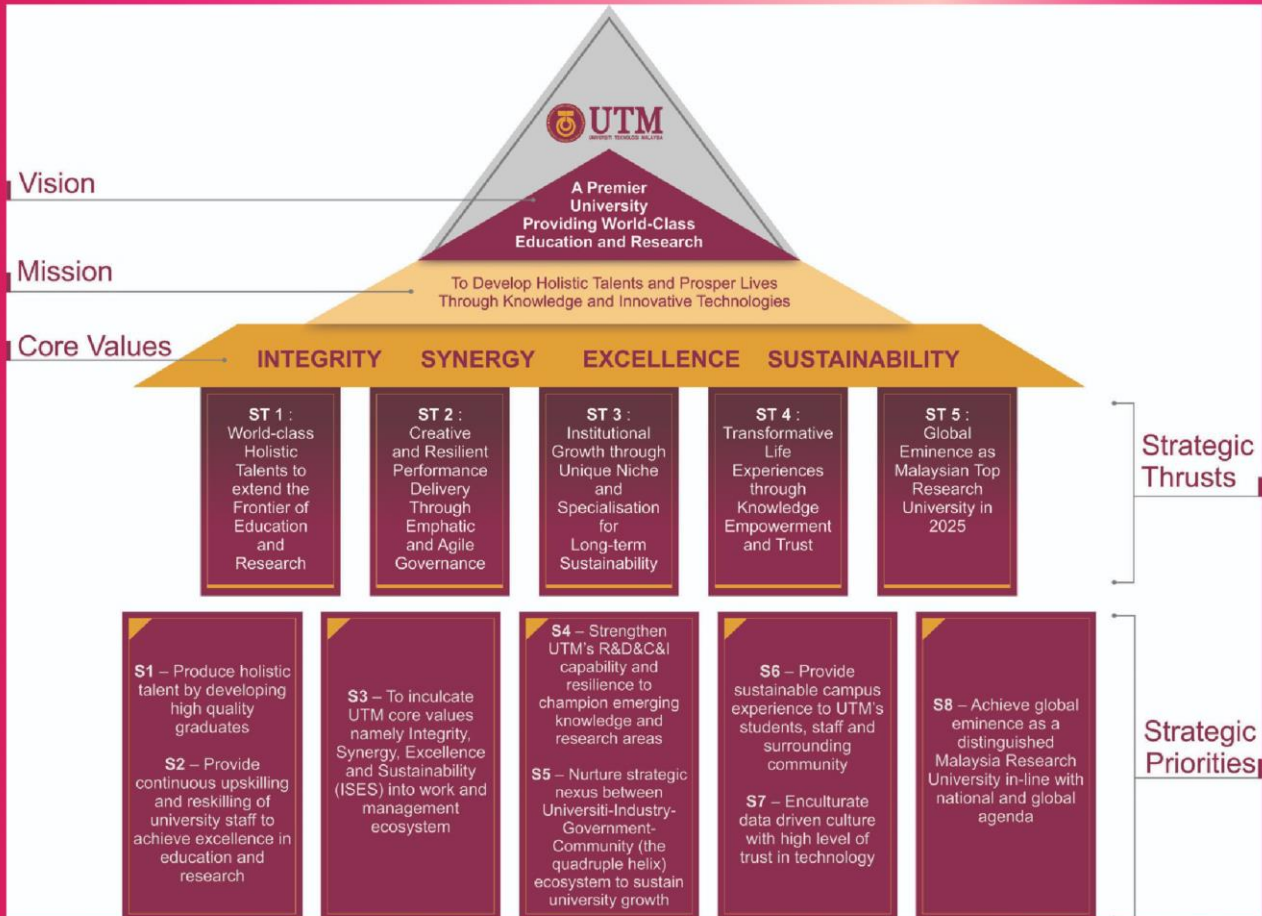 UTM
UNIVERSITI TEKNOLOGI MALAYSIA
Vision
A Premier
University
Providing World-Class
Education and Research
Mission
To Develop Holistic Talents and Prosper Lives
Through Knowledge and Innovative Technologies
Core Values
INTEGRITY SYNERGY EXCELLENCE SUSTAINABILITY
ST 1 :
World-class
Holistic
Talents to
extend the
Frontier of
Education
and
Research
ST 2 :
Creative
and Resilient
Performance
Delivery
Through
Emphatic
and Agile
Governance
ST 3 :
Institutional
Growth through
Unique Niche
and
Specialisation
for
Long-term
Sustainability
ST 4 :
Transformative
Life
Experiences
through
Knowledge
Empowerment
and Trust
ST 5 :
Global
Eminence as
Malaysian Top
Research
University in
2025
Strategic
Thrusts
S1 – Produce holistic
talent by developing
high quality
graduates
S2 – Provide
continuous upskilling
and reskilling of
university staff to
achieve excellence in
education and
research
S3 – To inculcate
UTM core values
namely Integrity,
Synergy, Excellence
and Sustainability
(ISES) into work and
management
ecosystem
S4 – Strengthen
UTM's R&D&C&I
capability and
resilience to
champion emerging
knowledge and
research areas
S5 – Nurture strategic
nexus between
Universiti-Industry-
Government-
Community (the
quadruple helix)
ecosystem to sustain
university growth
S6 – Provide
sustainable campus
experience to UTM's
students, staff and
surrounding
community
S7 – Enculturate
data driven culture
with high level of
trust in technology
S8 – Achieve global
eminence as a
distinguished
Malaysia Research
University in-line with
national and global
agenda
Strategic
Priorities